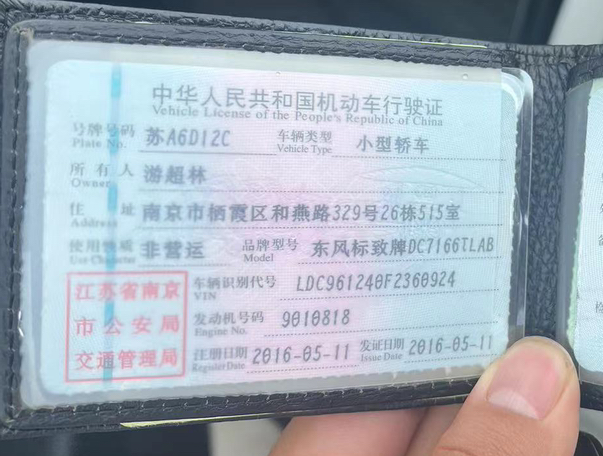 中华人民共和国机动车行驶证
Vehicle License of the People's Republic of China
号牌号码 苏A6D12C 车辆类型 小型轿车
Plate No. Vehicle Type
所有人 游超林
Owner
住址 南京市栖霞区和燕路329号26栋515室
Address
使用性质 非营运 品牌型号 东风标致牌DC7166TLAB
Use Character Model
江苏省南京
市公安局
交通管理局
车辆识别代号 LDC961240F2360924
VIN
发动机号码 9010818
Engine No.
注册日期 2016-05-11 发证日期 2016-05-11
Register Date Issue Date